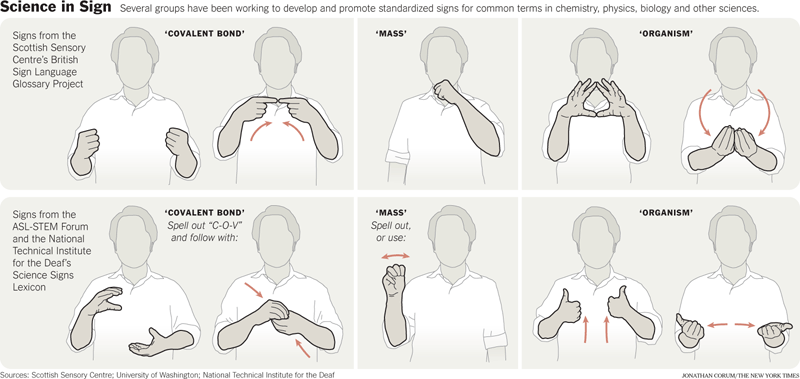 Science in Sign Several groups have been working to develop and promote standardized signs for common terms in chemistry, physics, biology and other sciences.
Signs from the
Scottish Sensory
Centre’s British
Sign Language
Glossary Project
‘COVALENT BOND’
‘MASS’
‘ORGANISM’
Signs from the
ASL-STEM Forum
and the National
Technical Institute
for the Deaf’s
Science Signs
Lexicon
‘COVALENT BOND’
Spell out “C-O-V”
and follow with:
‘MASS’
Spell out,
or use:
‘ORGANISM’
Sources: Scottish Sensory Centre; University of Washington; National Technical Institute for the Deaf
JONATHAN CORUM/THE NEW YORK TIMES